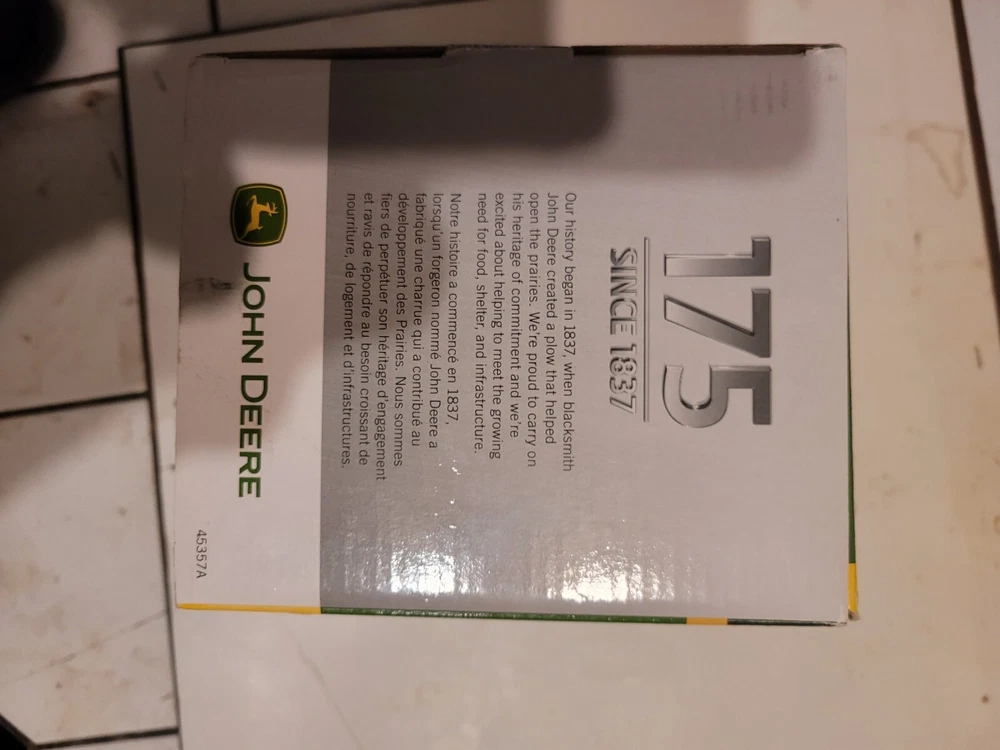 175
SINCE 1837
Our history began in 1837, when blacksmith
John Deere created a plow that helped
open the prairies. We're proud to carry on
his heritage of commitment and we're
excited about helping to meet the growing
need for food, shelter, and infrastructure.
Notre histoire a commencé en 1837,
lorsqu'un forgeron nommé John Deere a
fabriqué une charrue qui a contribué au
développement des Prairies. Nous sommes
fiers de perpétuer son héritage d'engagement
et ravis de répondre au besoin croissant de
nourriture, de logement et d'infrastructures.
JOHN DEERE
45357A